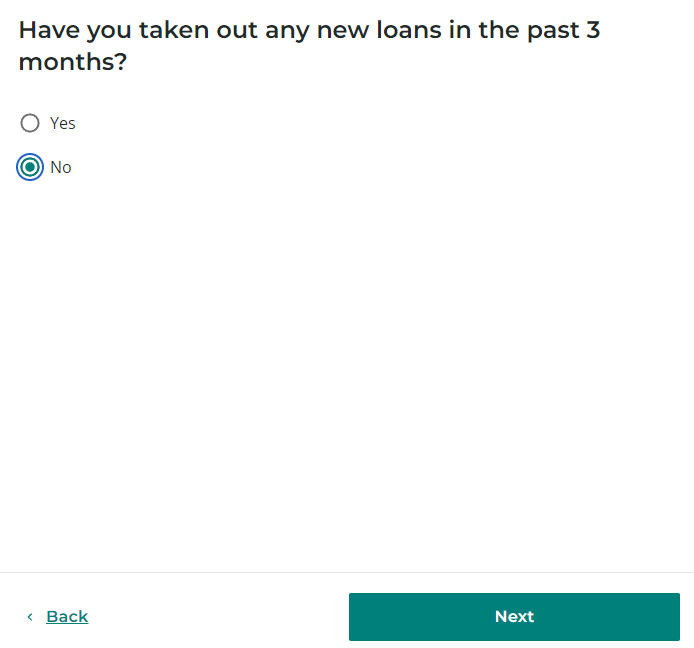 Have you taken out any new loans in the past 3
months?
Yes
No
Back
Next